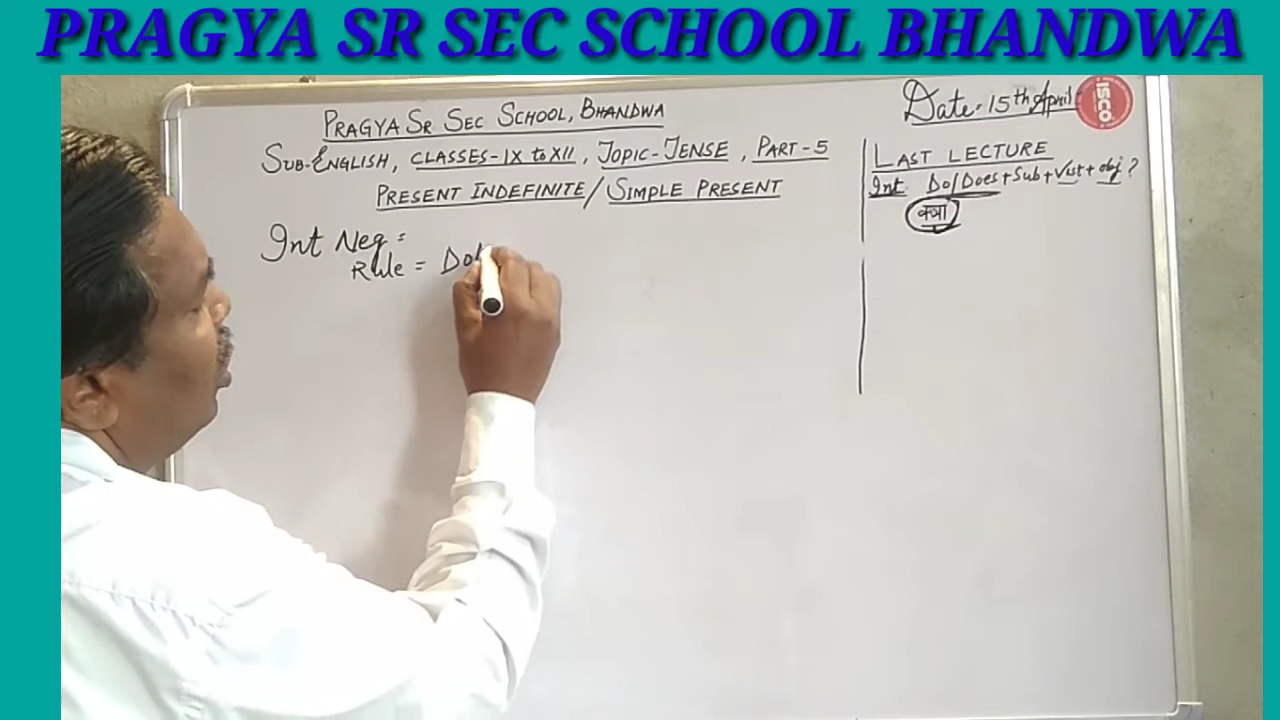 PRAGYA SR SEC SCHOOL BHANDWA
PRAGYA SR SEC SCHOOL, BHANDWA
SUB-ENGLISH, CLASSES-IX to XII, TOPIC-TENSE, PART-5
PRESENT INDEFINITE/SIMPLE PRESENT
Int Neg =
Rule = Do/
Date. 15th April
ISCO
LAST LECTURE
Int. Do/Does+Sub+VIst+obj?
क्या